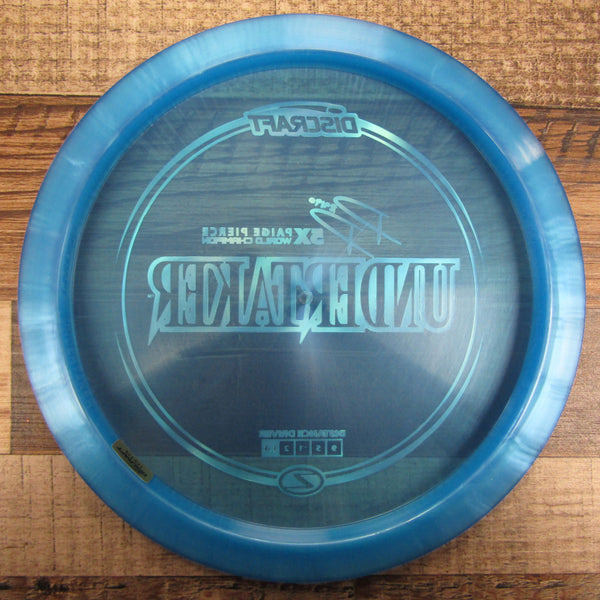 DISCRAFT
5X PAIGE PIERCE
WORLD CHAMPION
UNDERTAKER
DISTANCE DRIVER
Z